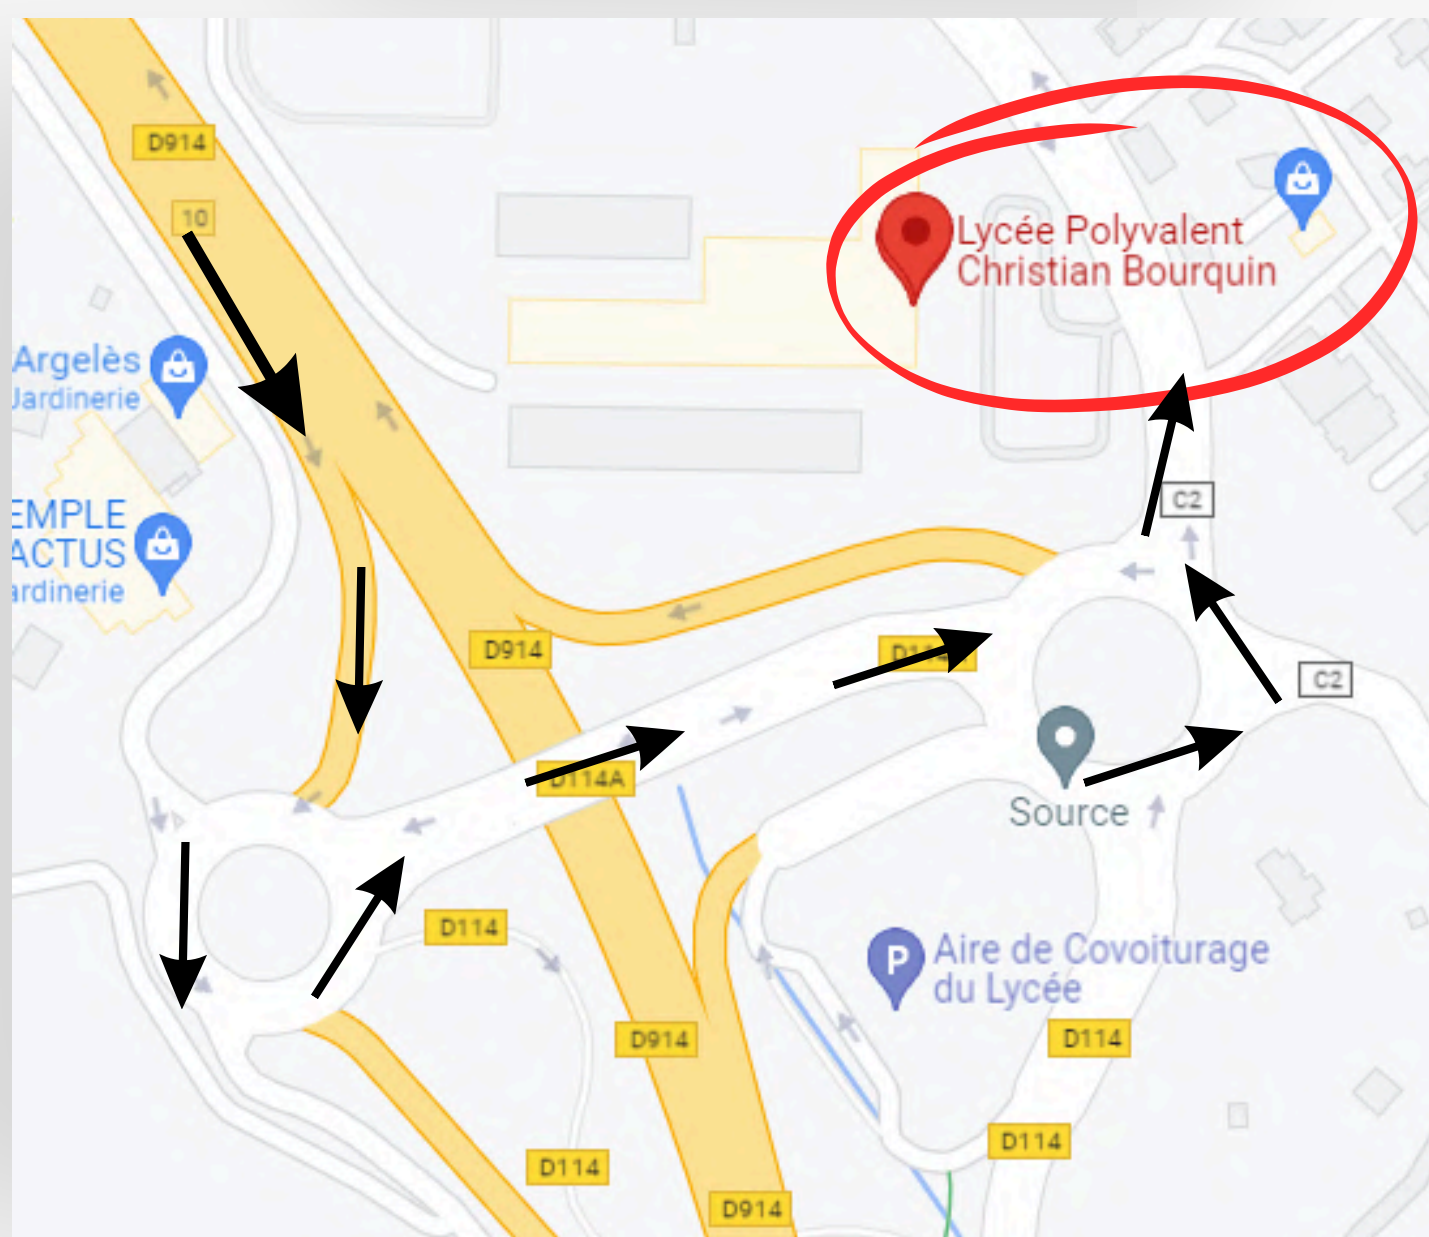 D914
10
Lycée Polyvalent
Christian Bourquin
Argelès
Jardinerie
C2
EMPLE
ACTUS
ardinerie
D914
C2
D114A
Source
D114
Aire de Covoiturage
du Lycée
D914
D114
D114
D114
D914